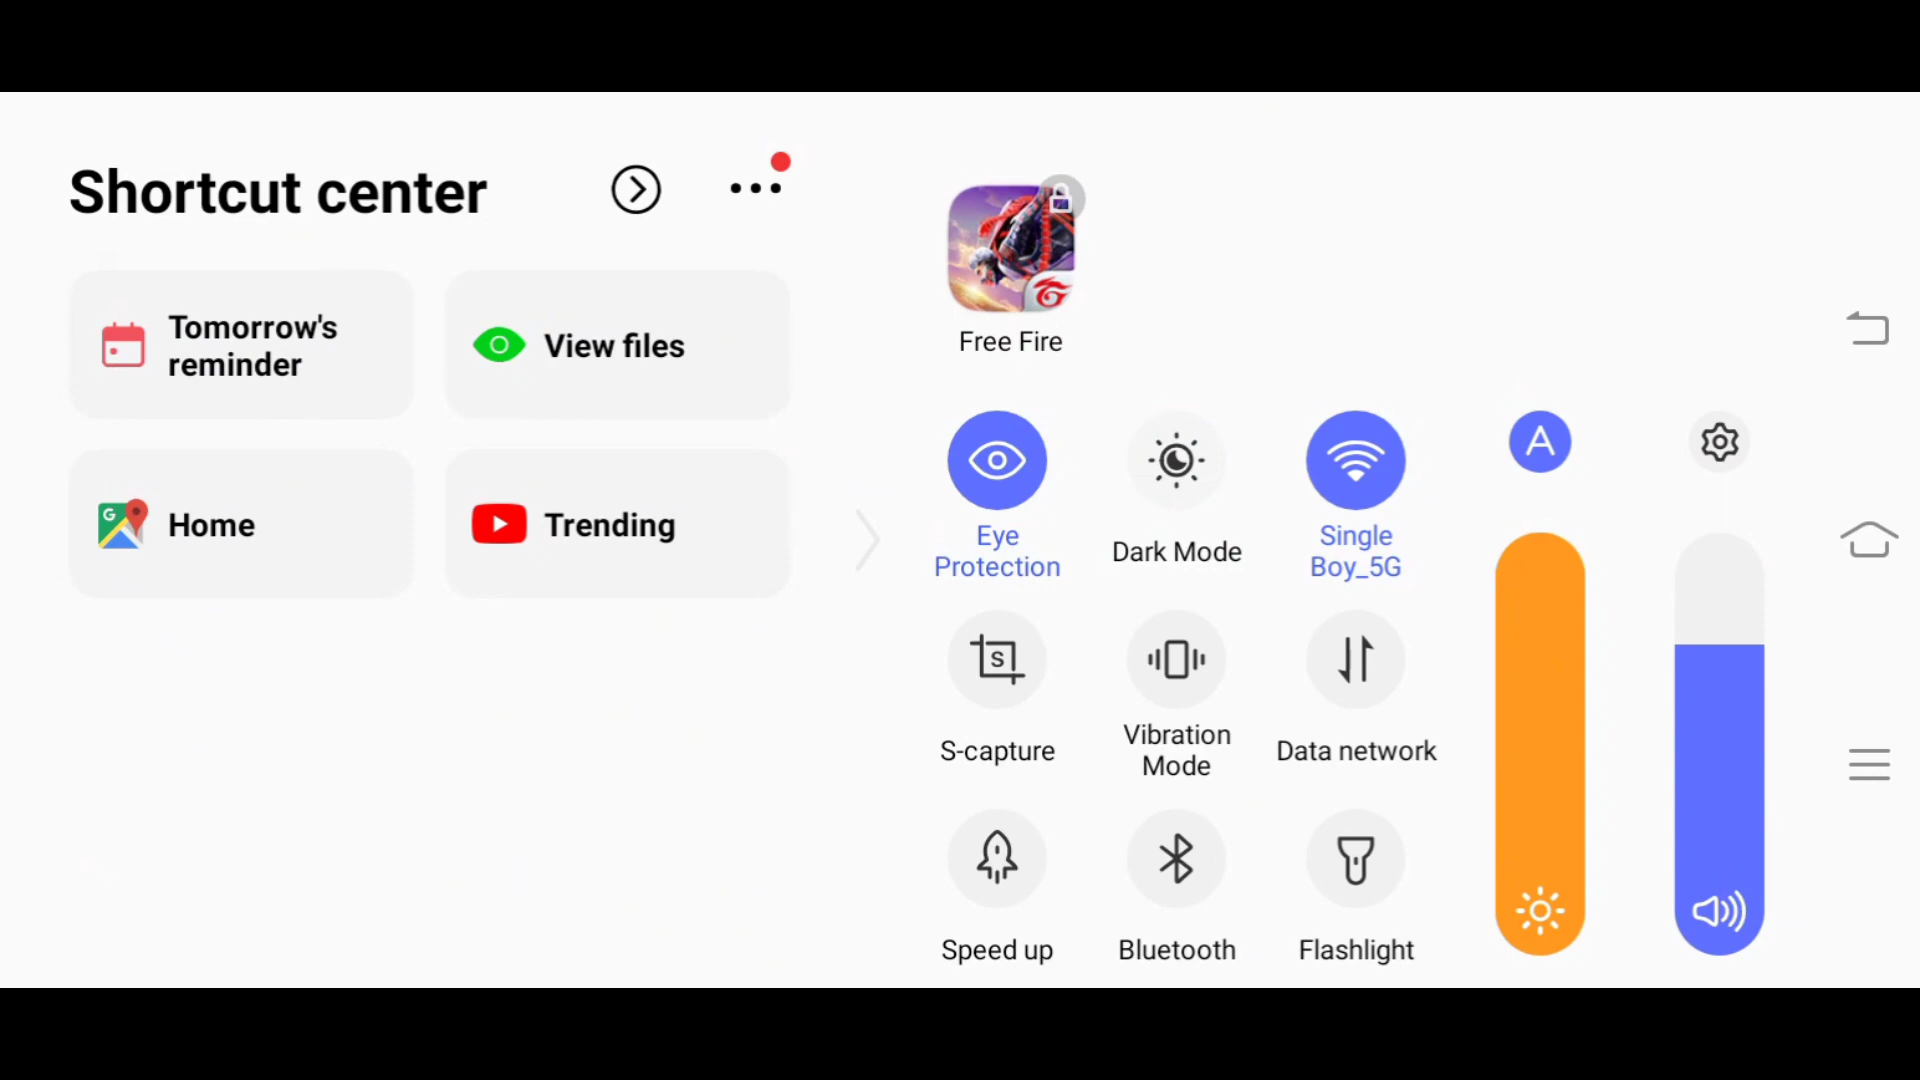 Shortcut center
Tomorrow's
reminder
View files
Home
Trending
Free Fire
Eye
Protection
Dark Mode
Single
Boy_5G
A
S-capture
Vibration
Mode
Data network
Speed up
Bluetooth
Flashlight